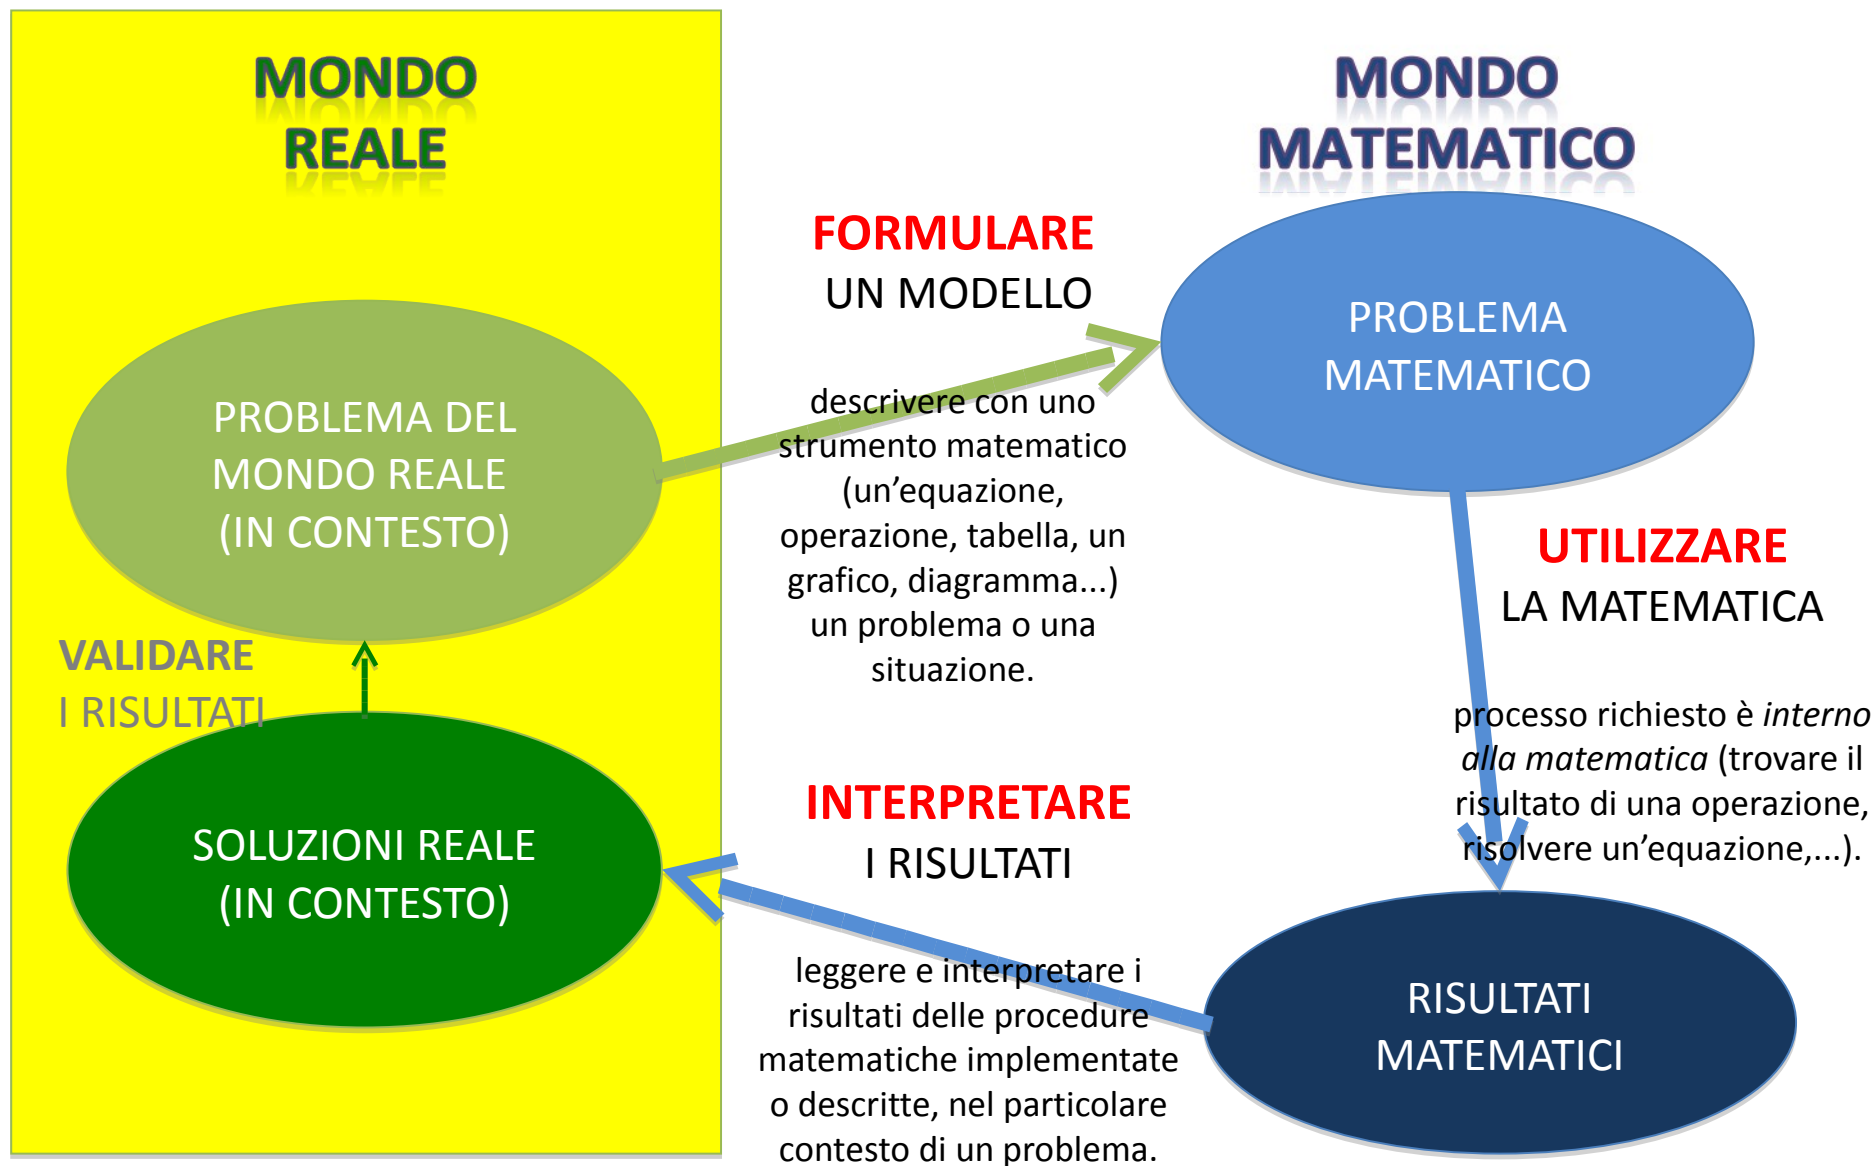 MONDO
REALE
MONDO
MATEMATICO
FORMULARE
UN MODELLO
descrivere con uno
strumento matematico
(un’equazione,
operazione, tabella, un
grafico, diagramma...)
un problema o una
situazione.
PROBLEMA
MATEMATICO
PROBLEMA DEL
MONDO REALE
(IN CONTESTO)
UTILIZZARE
LA MATEMATICA
processo richiesto è interno
alla matematica (trovare il
risultato di una operazione,
risolvere un’equazione,...).
VALIDARE
I RISULTATI
SOLUZIONI REALE
(IN CONTESTO)
INTERPRETARE
I RISULTATI
leggere e interpretare i
risultati delle procedure
matematiche implementate
o descritte, nel particolare
contesto di un problema.
RISULTATI
MATEMATICI